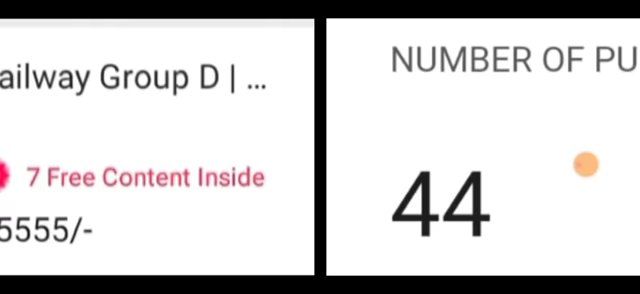 ailway Group D | ...
7 Free Content Inside
5555/-
NUMBER OF PU
44